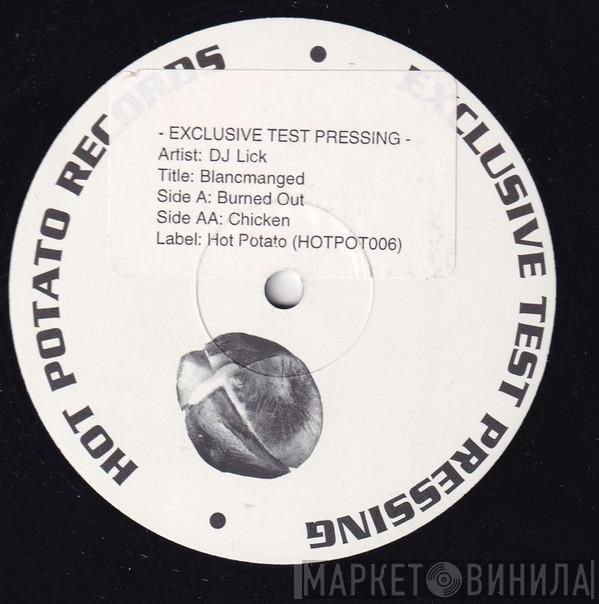 HOT POTATO RECORDS
EXCLUSIVE TEST PRESSING
- EXCLUSIVE TEST PRESSING -
Artist: DJ Lick
Title: Blancmanged
Side A: Burned Out
Side AA: Chicken
Label: Hot Potato (HOTPOT006)
МАРКЕТ ВИНИЛА